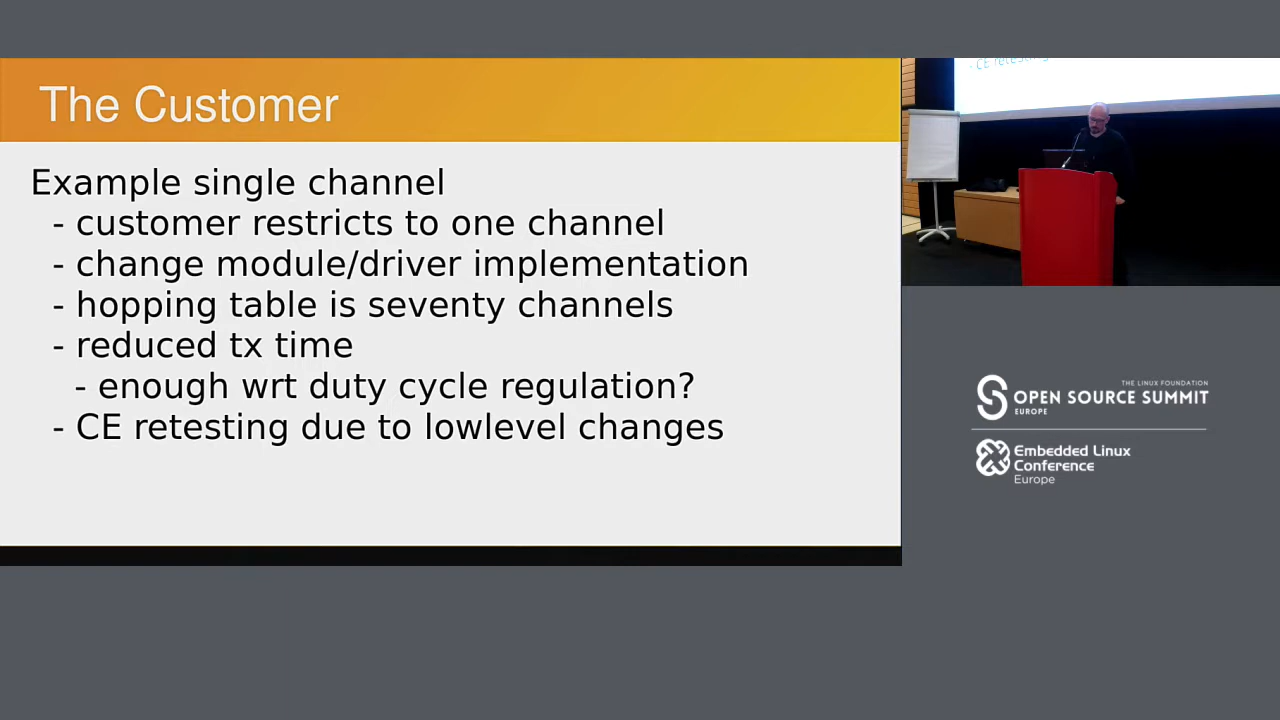 The Customer
Example single channel
- customer restricts to one channel
- change module/driver implementation
- hopping table is seventy channels
- reduced tx time
- enough wrt duty cycle regulation?
- CE retesting due to lowlevel changes
- CE retesting
THE LINUX FOUNDATION
OPEN SOURCE SUMMIT
EUROPE
Embedded Linux
Conference
Europe